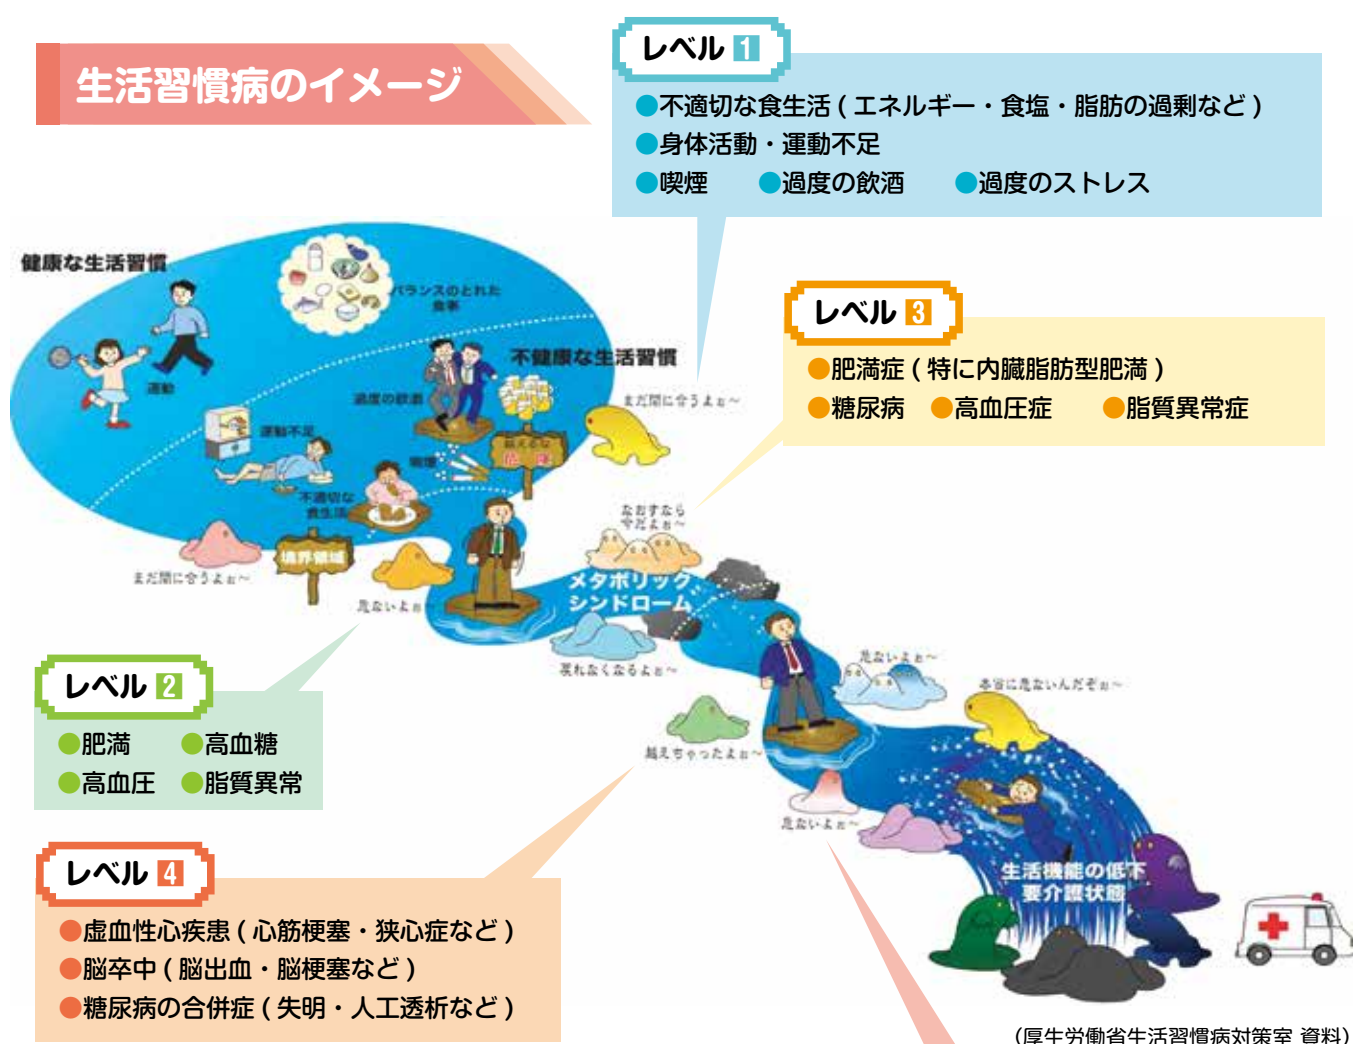 生活習慣病のイメージ
レベル 1
●不適切な食生活 ( エネルギー・食塩・脂肪の過剰など )
●身体活動・運動不足
●喫煙 ●過度の飲酒 ●過度のストレス
健康な生活習慣
バランスのとれた
食事
運動
不健康な生活習慣
過度の飲酒
まだ間に合うよぉ〜
運動不足
喫煙
不適切な
食生活
境界領域
まだ間に合うよぉ〜
危ないよぉ〜
レベル 3
●肥満症 ( 特に内臓脂肪型肥満 )
●糖尿病 ●高血圧症 ●脂質異常症
なおすなら
今だよぉ〜
メタボリック
シンドローム
戻れなくなるよぉ〜
レベル 2
●肥満 ●高血糖
●高血圧 ●脂質異常
危ないよぉ〜
本当に危ないんだぞぉ〜
越えちゃったよぉ〜
危ないよぉ〜
生活機能の低下
要介護状態
レベル 4
●虚血性心疾患 ( 心筋梗塞・狭心症など )
●脳卒中 ( 脳出血・脳梗塞など )
●糖尿病の合併症 ( 失明・人工透析など )
(厚生労働省生活習慣病対策室 資料)